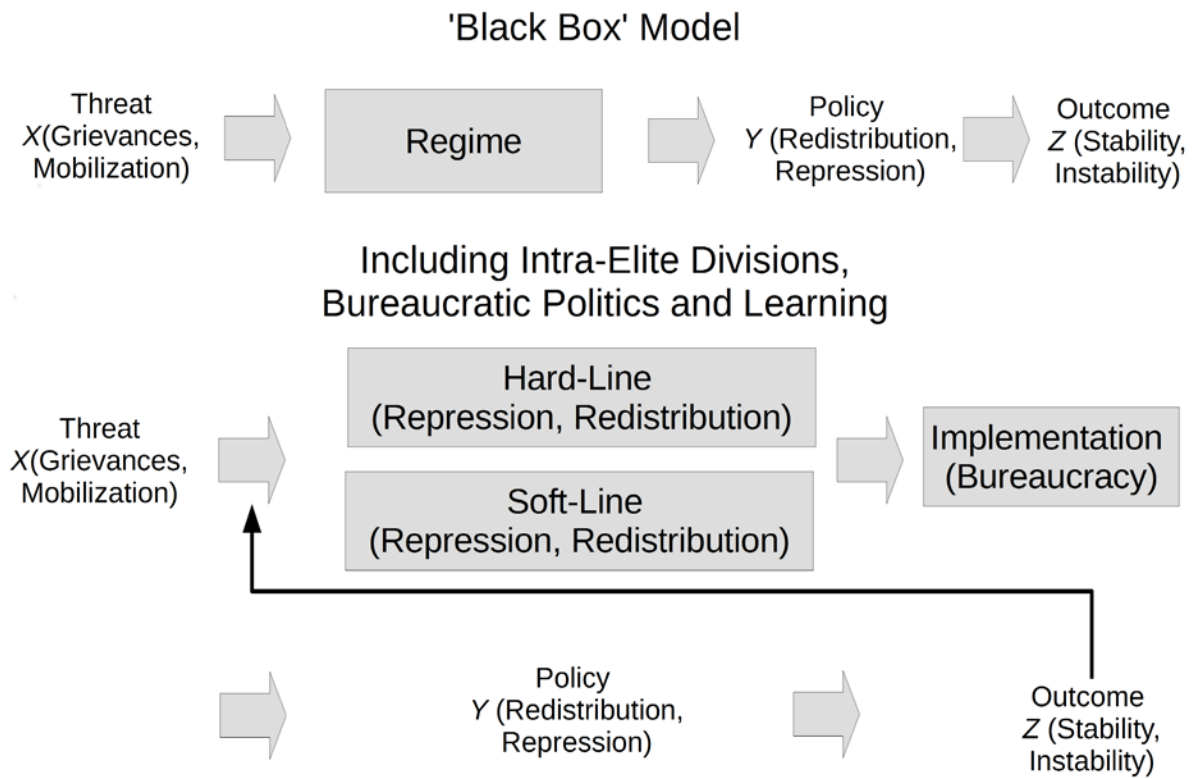 'Black Box' Model
Threat
X(Grievances,
Mobilization)
Regime
Policy
Y (Redistribution,
Repression)
Outcome
Z (Stability,
Instability)
Including Intra-Elite Divisions,
Bureaucratic Politics and Learning
Threat
X(Grievances,
Mobilization)
Hard-Line
(Repression, Redistribution)
Soft-Line
(Repression, Redistribution)
Implementation
(Bureaucracy)
Policy
Y (Redistribution,
Repression)
Outcome
Z (Stability,
Instability)